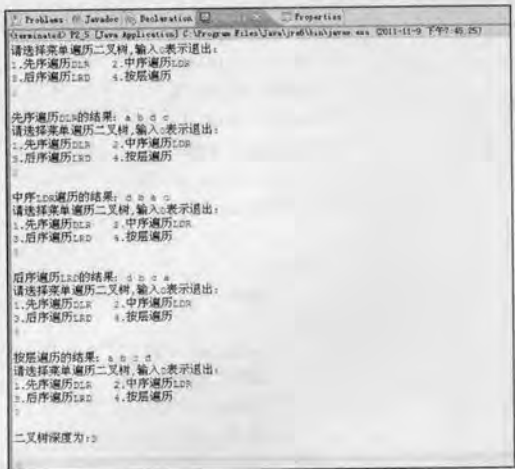 Problems Javadoc Declaration Properties
<terminated> P2_5 [Java Application] C:\Program Files\Java\jre6\bin\javaw.exe (2011-11-9 下午7:45:25)
请选择菜单遍历二叉树,输入0表示退出:
1.先序遍历DLR 2.中序遍历LDR
3.后序遍历LRD 4.按层遍历
先序遍历DLR的结果: a b d c
请选择菜单遍历二叉树,输入0表示退出:
1.先序遍历DLR 2.中序遍历LDR
3.后序遍历LRD 4.按层遍历
2
中序LDR遍历的结果: d b a c
请选择菜单遍历二叉树,输入0表示退出:
1.先序遍历DLR 2.中序遍历LDR
3.后序遍历LRD 4.按层遍历
3
后序遍历LRD的结果: d b c a
请选择菜单遍历二叉树,输入0表示退出:
1.先序遍历DLR 2.中序遍历LDR
3.后序遍历LRD 4.按层遍历
4
按层遍历的结果: a b c d
请选择菜单遍历二叉树,输入0表示退出:
1.先序遍历DLR 2.中序遍历LDR
3.后序遍历LRD 4.按层遍历
二叉树深度为:3